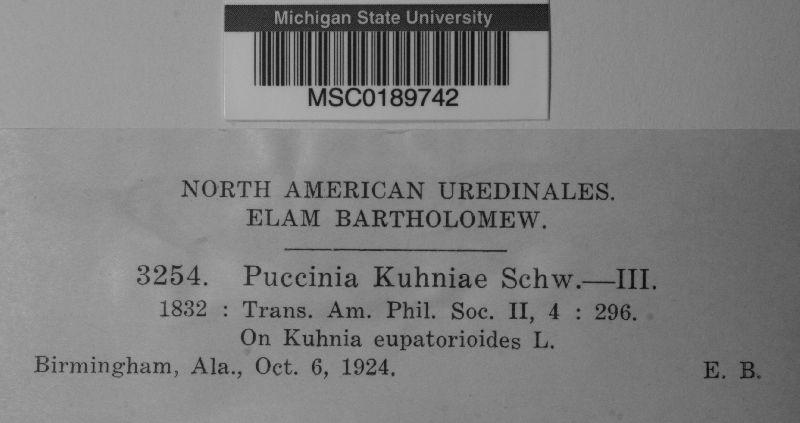 Michigan State University
MSC0189742
NORTH AMERICAN UREDINALES.
ELAM BARTHOLOMEW.
3254. Puccinia Kuhniae Schw.—III.
1832 : Trans. Am. Phil. Soc. II, 4 : 296.
On Kuhnia eupatorioides L.
Birmingham, Ala., Oct. 6, 1924. E. B.